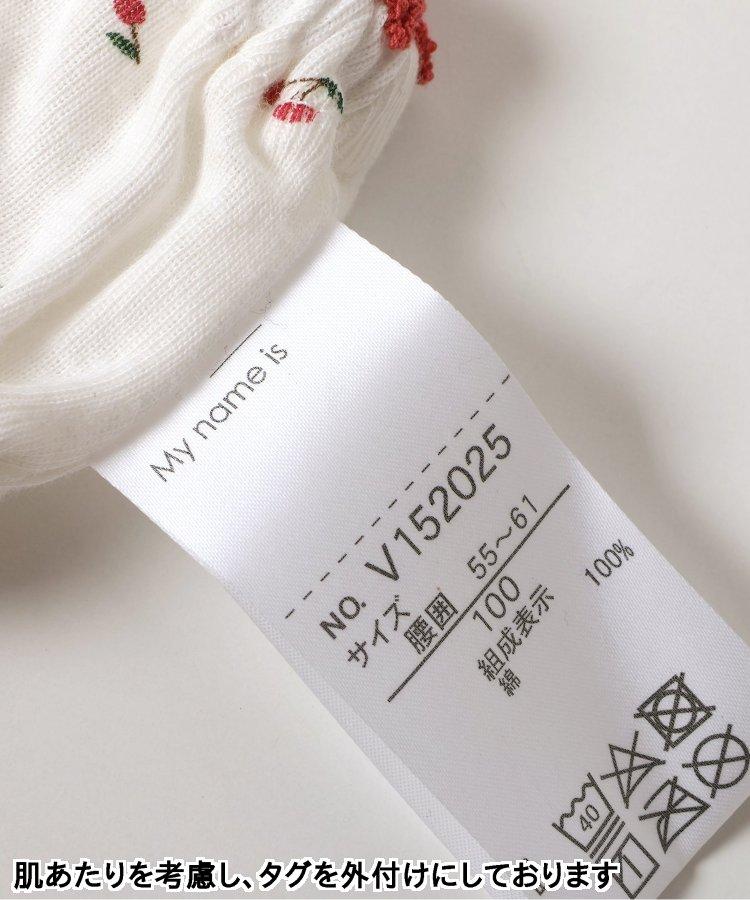 My name is
NO. V152025
サイズ
腰囲 55～61
100
組成表示
綿 100%
40
肌あたりを考慮し、タグを外付けにしております